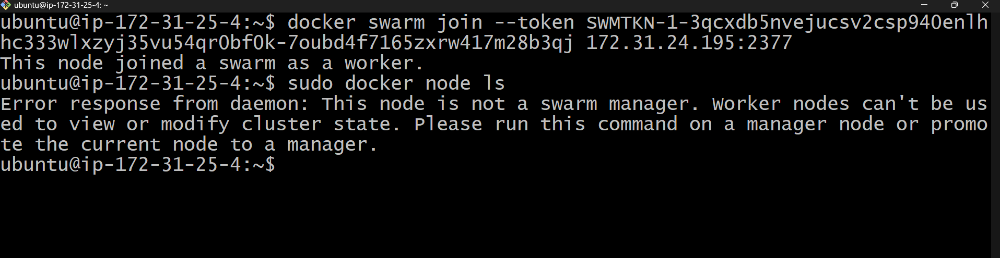 ubuntu@ip-172-31-25-4: ~
ubuntu@ip-172-31-25-4:~$ docker swarm join --token SWMTKN-1-3qcxdb5nvejucsv2csp940enlh
hc333wlxzyj35vu54qr0bf0k-7oubd4f7165zxrw417m28b3qj 172.31.24.195:2377
This node joined a swarm as a worker.
ubuntu@ip-172-31-25-4:~$ sudo docker node ls
Error response from daemon: This node is not a swarm manager. Worker nodes can't be us
ed to view or modify cluster state. Please run this command on a manager node or promo
te the current node to a manager.
ubuntu@ip-172-31-25-4:~$